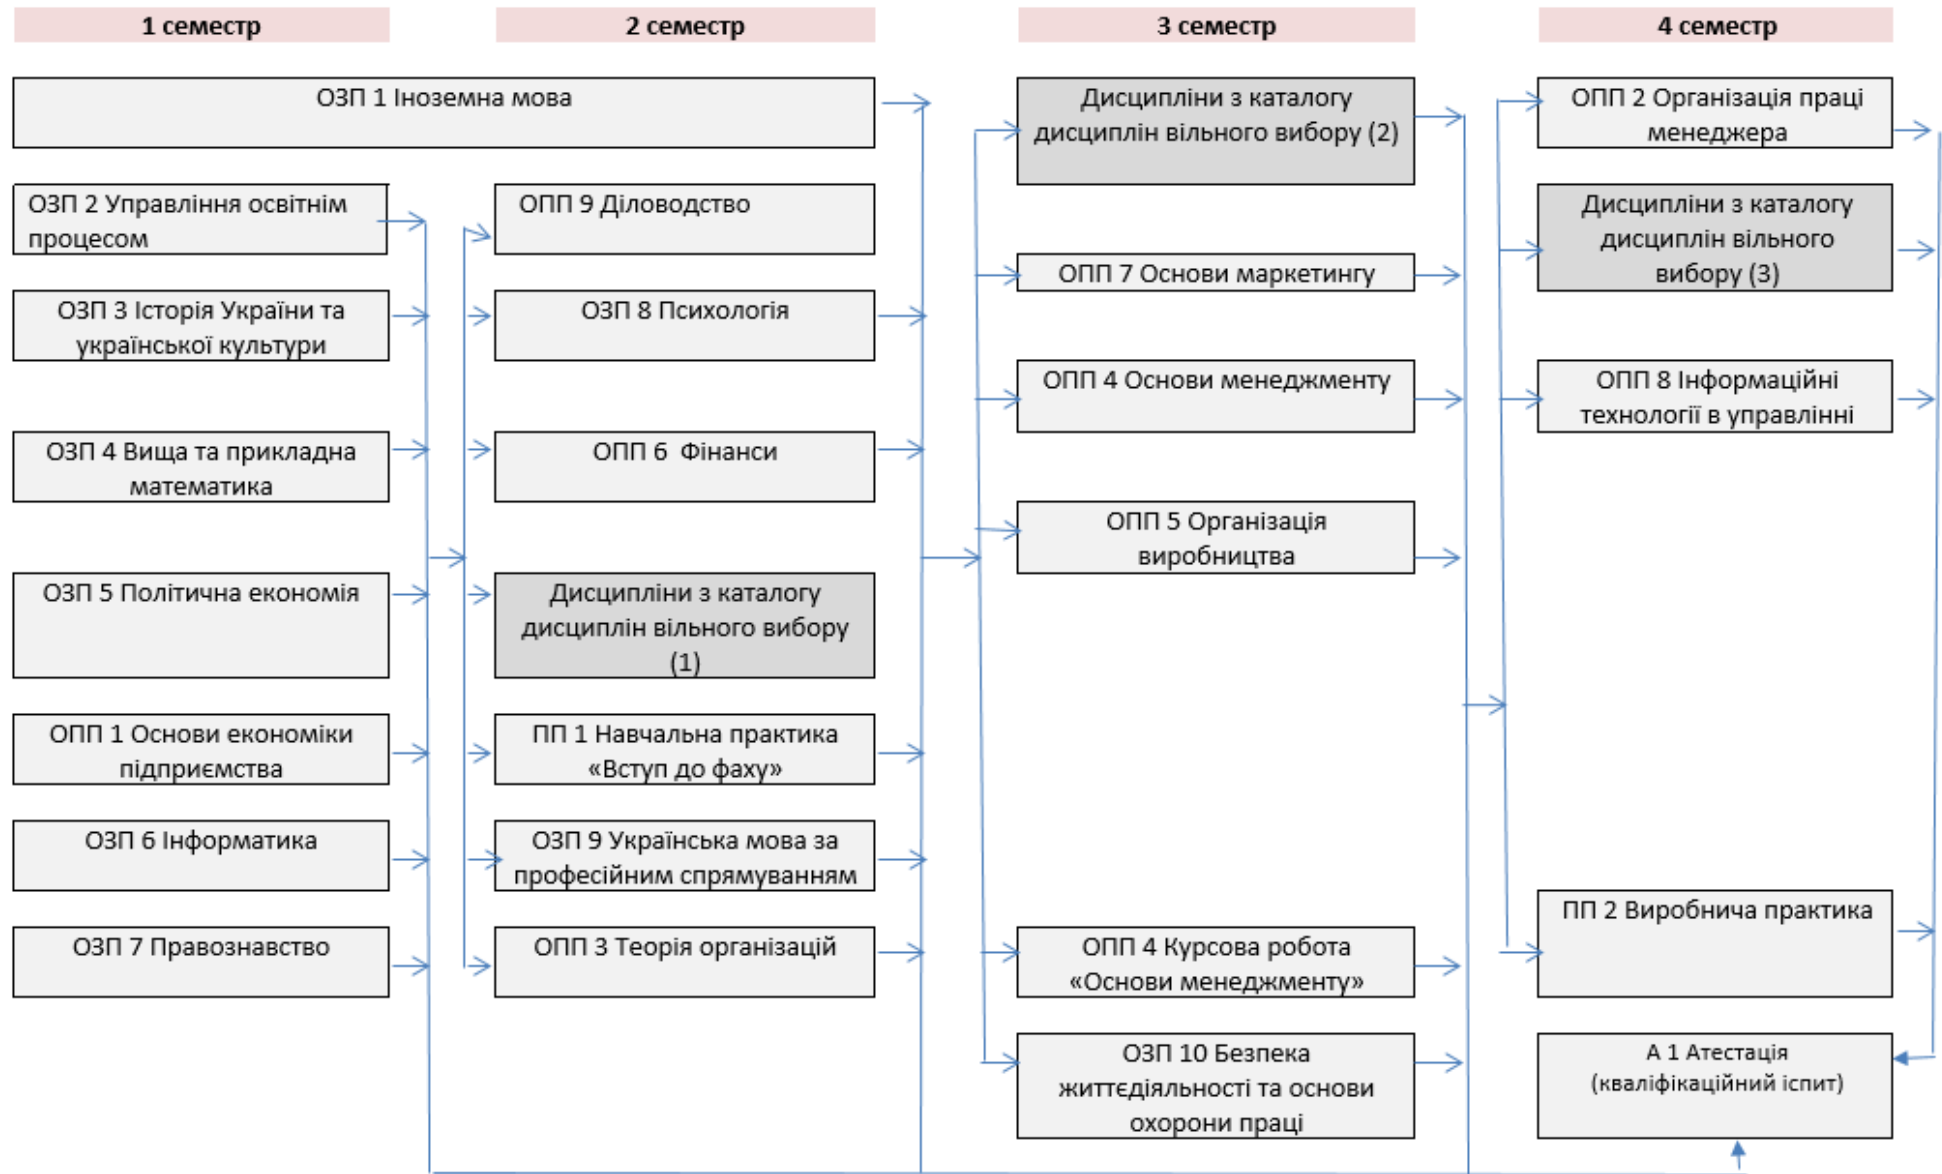 1 семестр
2 семестр
3 семестр
4 семестр
ОЗП 1 Іноземна мова
ОЗП 2 Управління освітнім
процесом
ОЗП 3 Історія України та
української культури
ОЗП 4 Вища та прикладна
математика
ОЗП 5 Політична економія
ОПП 1 Основи економіки
підприємства
ОЗП 6 Інформатика
ОЗП 7 Правознавство
ОПП 9 Діловодство
ОЗП 8 Психологія
ОПП 6 Фінанси
Дисципліни з каталогу
дисциплін вільного вибору
(1)
ПП 1 Навчальна практика
«Вступ до фаху»
ОЗП 9 Українська мова за
професійним спрямуванням
ОПП 3 Теорія організацій
Дисципліни з каталогу
дисциплін вільного вибору (2)
ОПП 7 Основи маркетингу
ОПП 4 Основи менеджменту
ОПП 5 Організація
виробництва
ОПП 4 Курсова робота
«Основи менеджменту»
ОЗП 10 Безпека
життєдіяльності та основи
охорони праці
ОПП 2 Організація праці
менеджера
Дисципліни з каталогу
дисциплін вільного
вибору (3)
ОПП 8 Інформаційні
технології в управлінні
ПП 2 Виробнича практика
А 1 Атестація
(кваліфікаційний іспит)